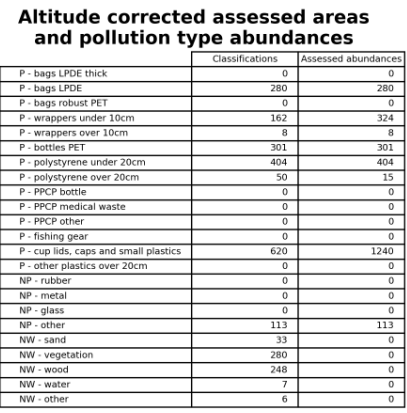 Altitude corrected assessed areas
and pollution type abundances
Classifications Assessed abundances
P - bags LPDE thick 0 0
P - bags LPDE 280 280
P - bags robust PET 0 0
P - wrappers under 10cm 162 324
P - wrappers over 10cm 8 8
P - bottles PET 301 301
P - polystyrene under 20cm 404 404
P - polystyrene over 20cm 50 15
P - PPCP bottle 0 0
P - PPCP medical waste 0 0
P - PPCP other 0 0
P - fishing gear 0 0
P - cup lids, caps and small plastics 620 1240
P - other plastics over 20cm 0 0
NP - rubber 0 0
NP - metal 0 0
NP - glass 0 0
NP - other 113 113
NW - sand 33 0
NW - vegetation 280 0
NW - wood 248 0
NW - water 7 0
NW - other 6 0